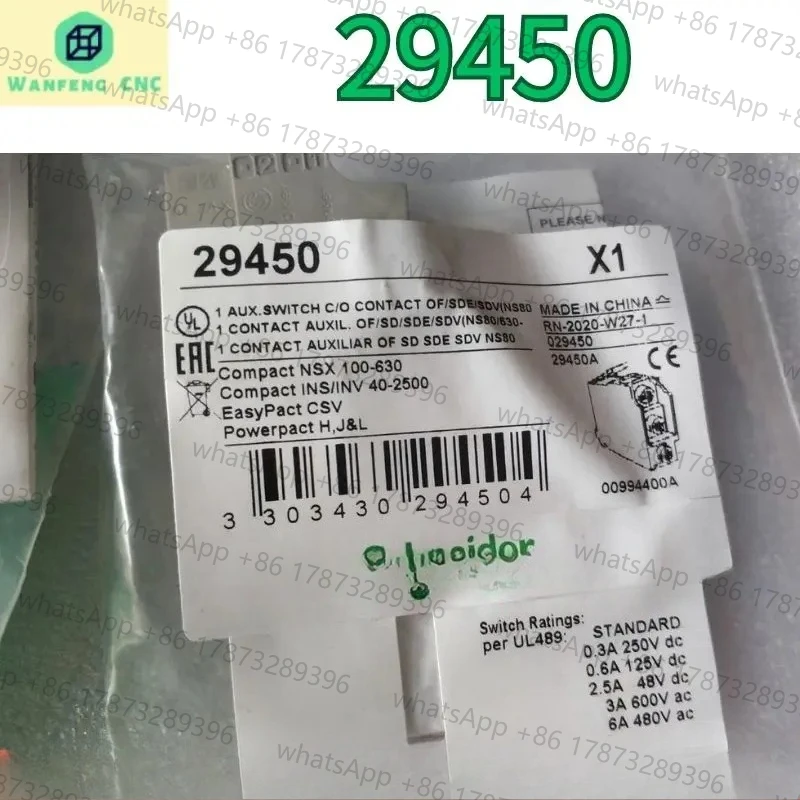 WANFENG CNC
29450
PLEASE N
29450 X1
1 AUX.SWITCH C/O CONTACT OF/SDE/SDV(NS80
1 CONTACT AUXIL. OF/SD/SDE/SDV(NS80/630-
1 CONTACT AUXILIAR OF SD SDE SDV NS80
UL
EAC
Compact NSX 100-630
Compact INS/INV 40-2500
EasyPact CSV
Powerpact H,J&L
MADE IN CHINA
RN-2020-W27-1
029450
29450A
CE
00994400A
3 303430 294504
Switch Ratings:
per UL489:
STANDARD
0.3A 250V dc
0.6A 125V dc
2.5A 48V dc
3A 600V ac
6A 480V ac
whatsApp +86 17873289396